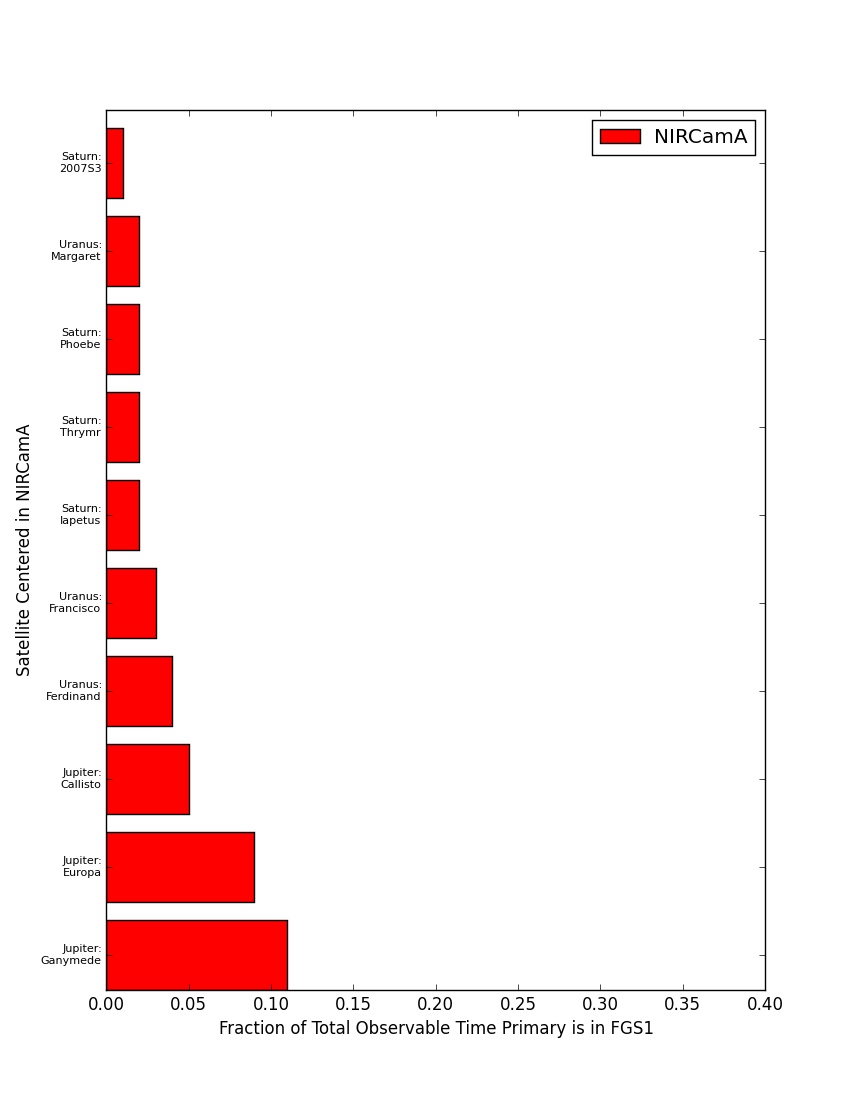 NIRCamA
Saturn:
2007S3
Uranus:
Margaret
Saturn:
Phoebe
Saturn:
Thrymr
Saturn:
Iapetus
Uranus:
Francisco
Uranus:
Ferdinand
Jupiter:
Callisto
Jupiter:
Europa
Jupiter:
Ganymede
Satellite Centered in NIRCamA
0.00 0.05 0.10 0.15 0.20 0.25 0.30 0.35 0.40
Fraction of Total Observable Time Primary is in FGS1